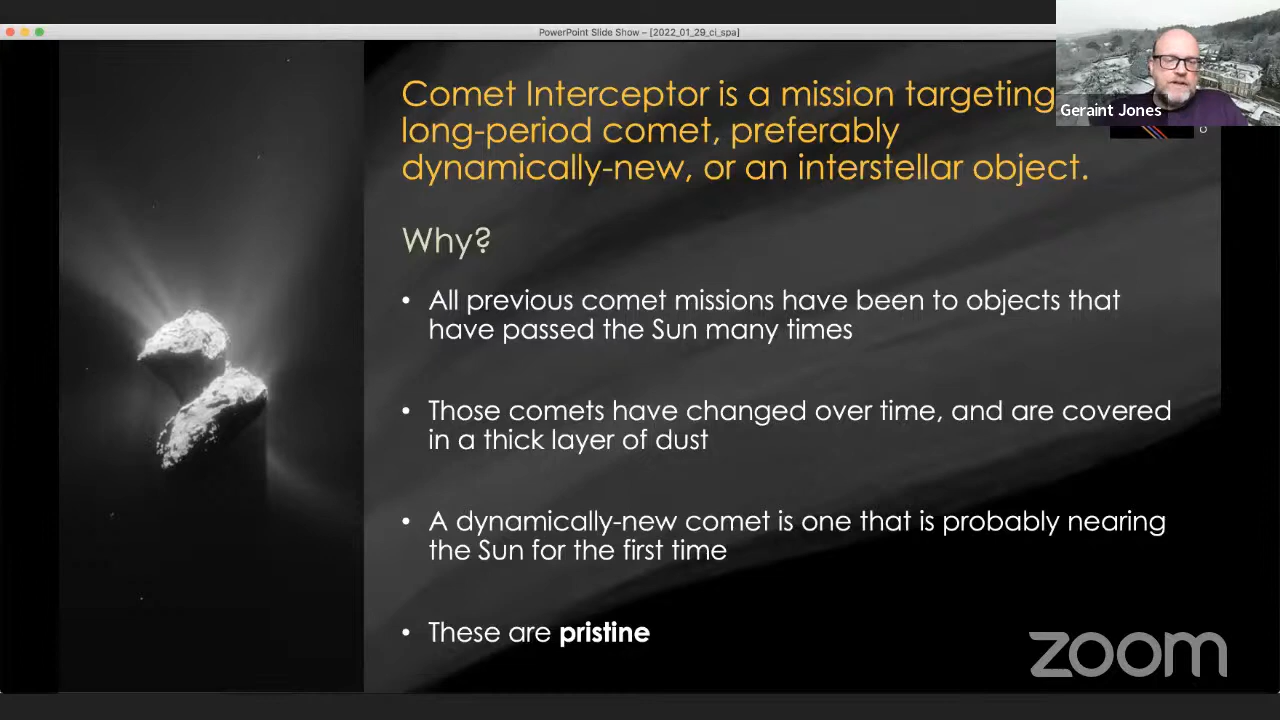 PowerPoint Slide Show – [2022_01_29_ci_spa]
Geraint Jones
Comet Interceptor is a mission targeting
long-period comet, preferably
dynamically-new, or an interstellar object.
Why?
• All previous comet missions have been to objects that
have passed the Sun many times
• Those comets have changed over time, and are covered
in a thick layer of dust
• A dynamically-new comet is one that is probably nearing
the Sun for the first time
• These are pristine
zoom